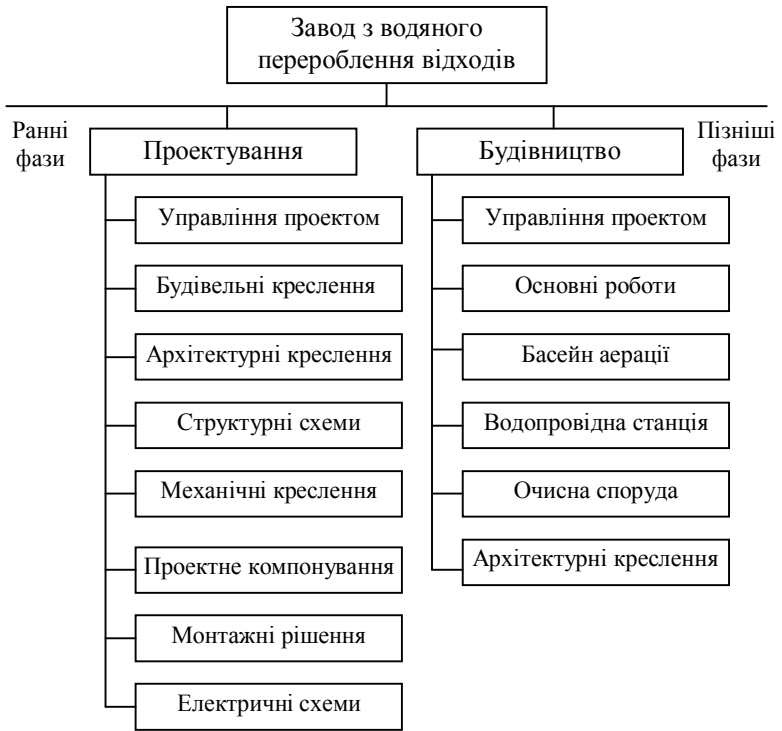 Завод з водяного
перероблення відходів
Ранні
фази
Проектування
Будівництво
Пізніші
фази
Управління проектом
Будівельні креслення
Архітектурні креслення
Структурні схеми
Механічні креслення
Проектне компонування
Монтажні рішення
Електричні схеми
Управління проектом
Основні роботи
Басейн аерації
Водопровідна станція
Очисна споруда
Архітектурні креслення